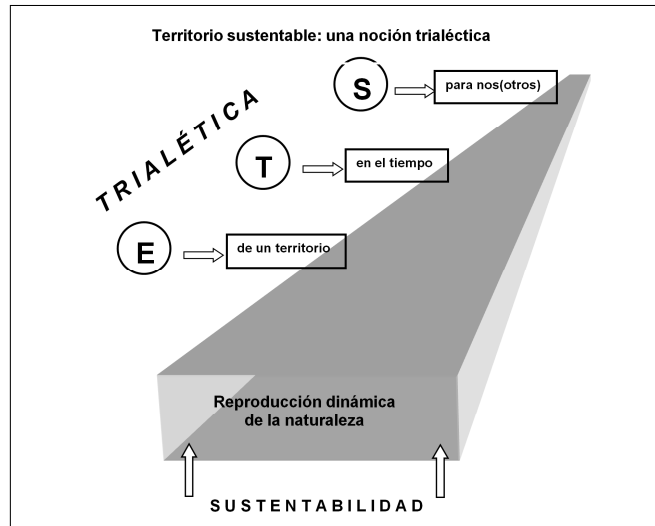 Territorio sustentable: una noción trialéctica
S
para nos(otros)
TRIALÉTICA
T
en el tiempo
E
de un territorio
Reproducción dinámica
de la naturaleza
SUSTENTABILIDAD